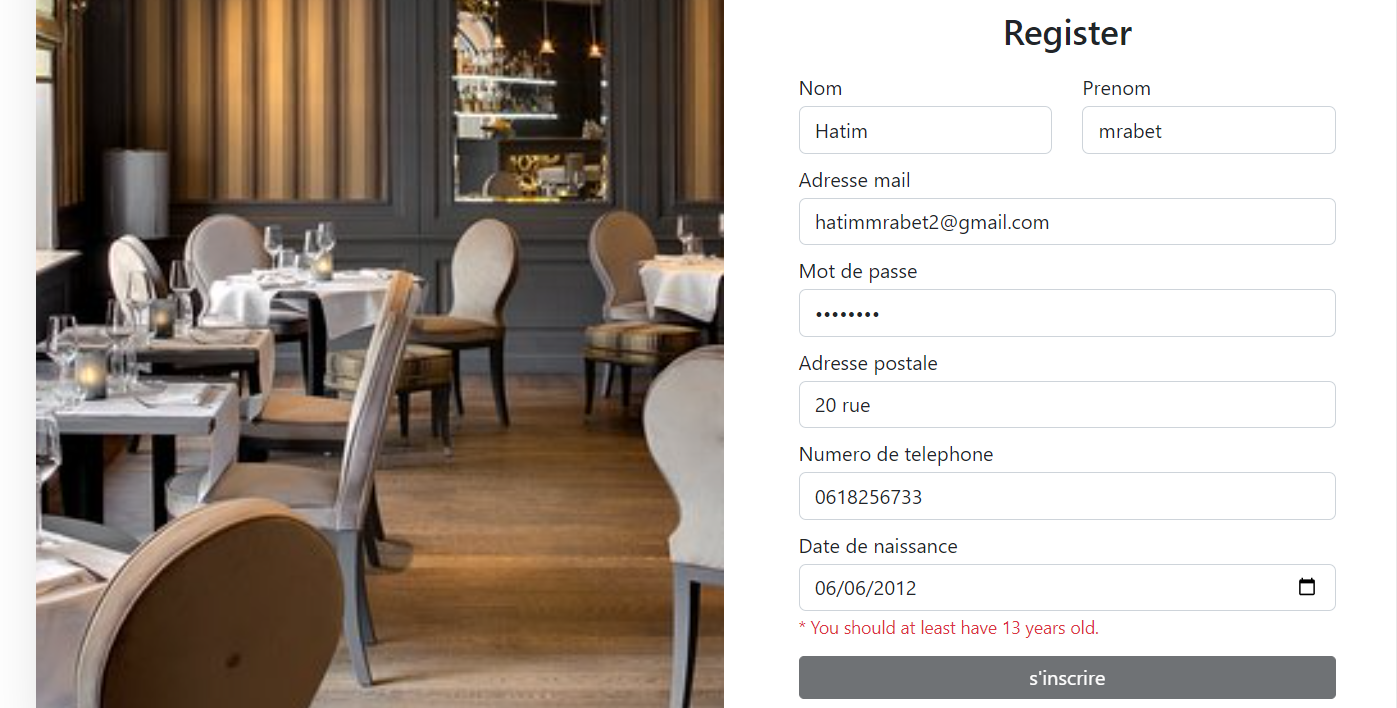 Register
Nom
Prenom
Hatim
mrabet
Adresse mail
hatimmrabet2@gmail.com
Mot de passe
••••••••
Adresse postale
20 rue
Numero de telephone
0618256733
Date de naissance
06/06/2012
* You should at least have 13 years old.
s'inscrire